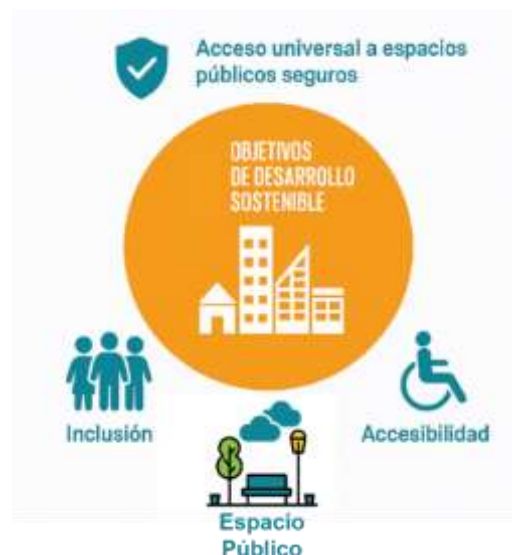 Acceso universal a espacios
públicos seguros
OBJETIVOS
DE DESARROLLO
SOSTENIBLE
Inclusión
Accesibilidad
Espacio
Público